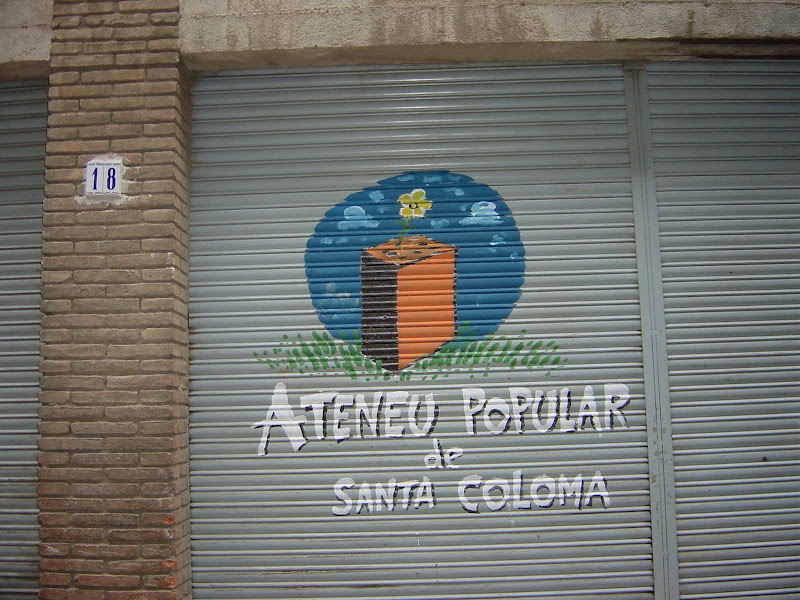 18
ATENEU POPULAR
de
SANTA COLOMA